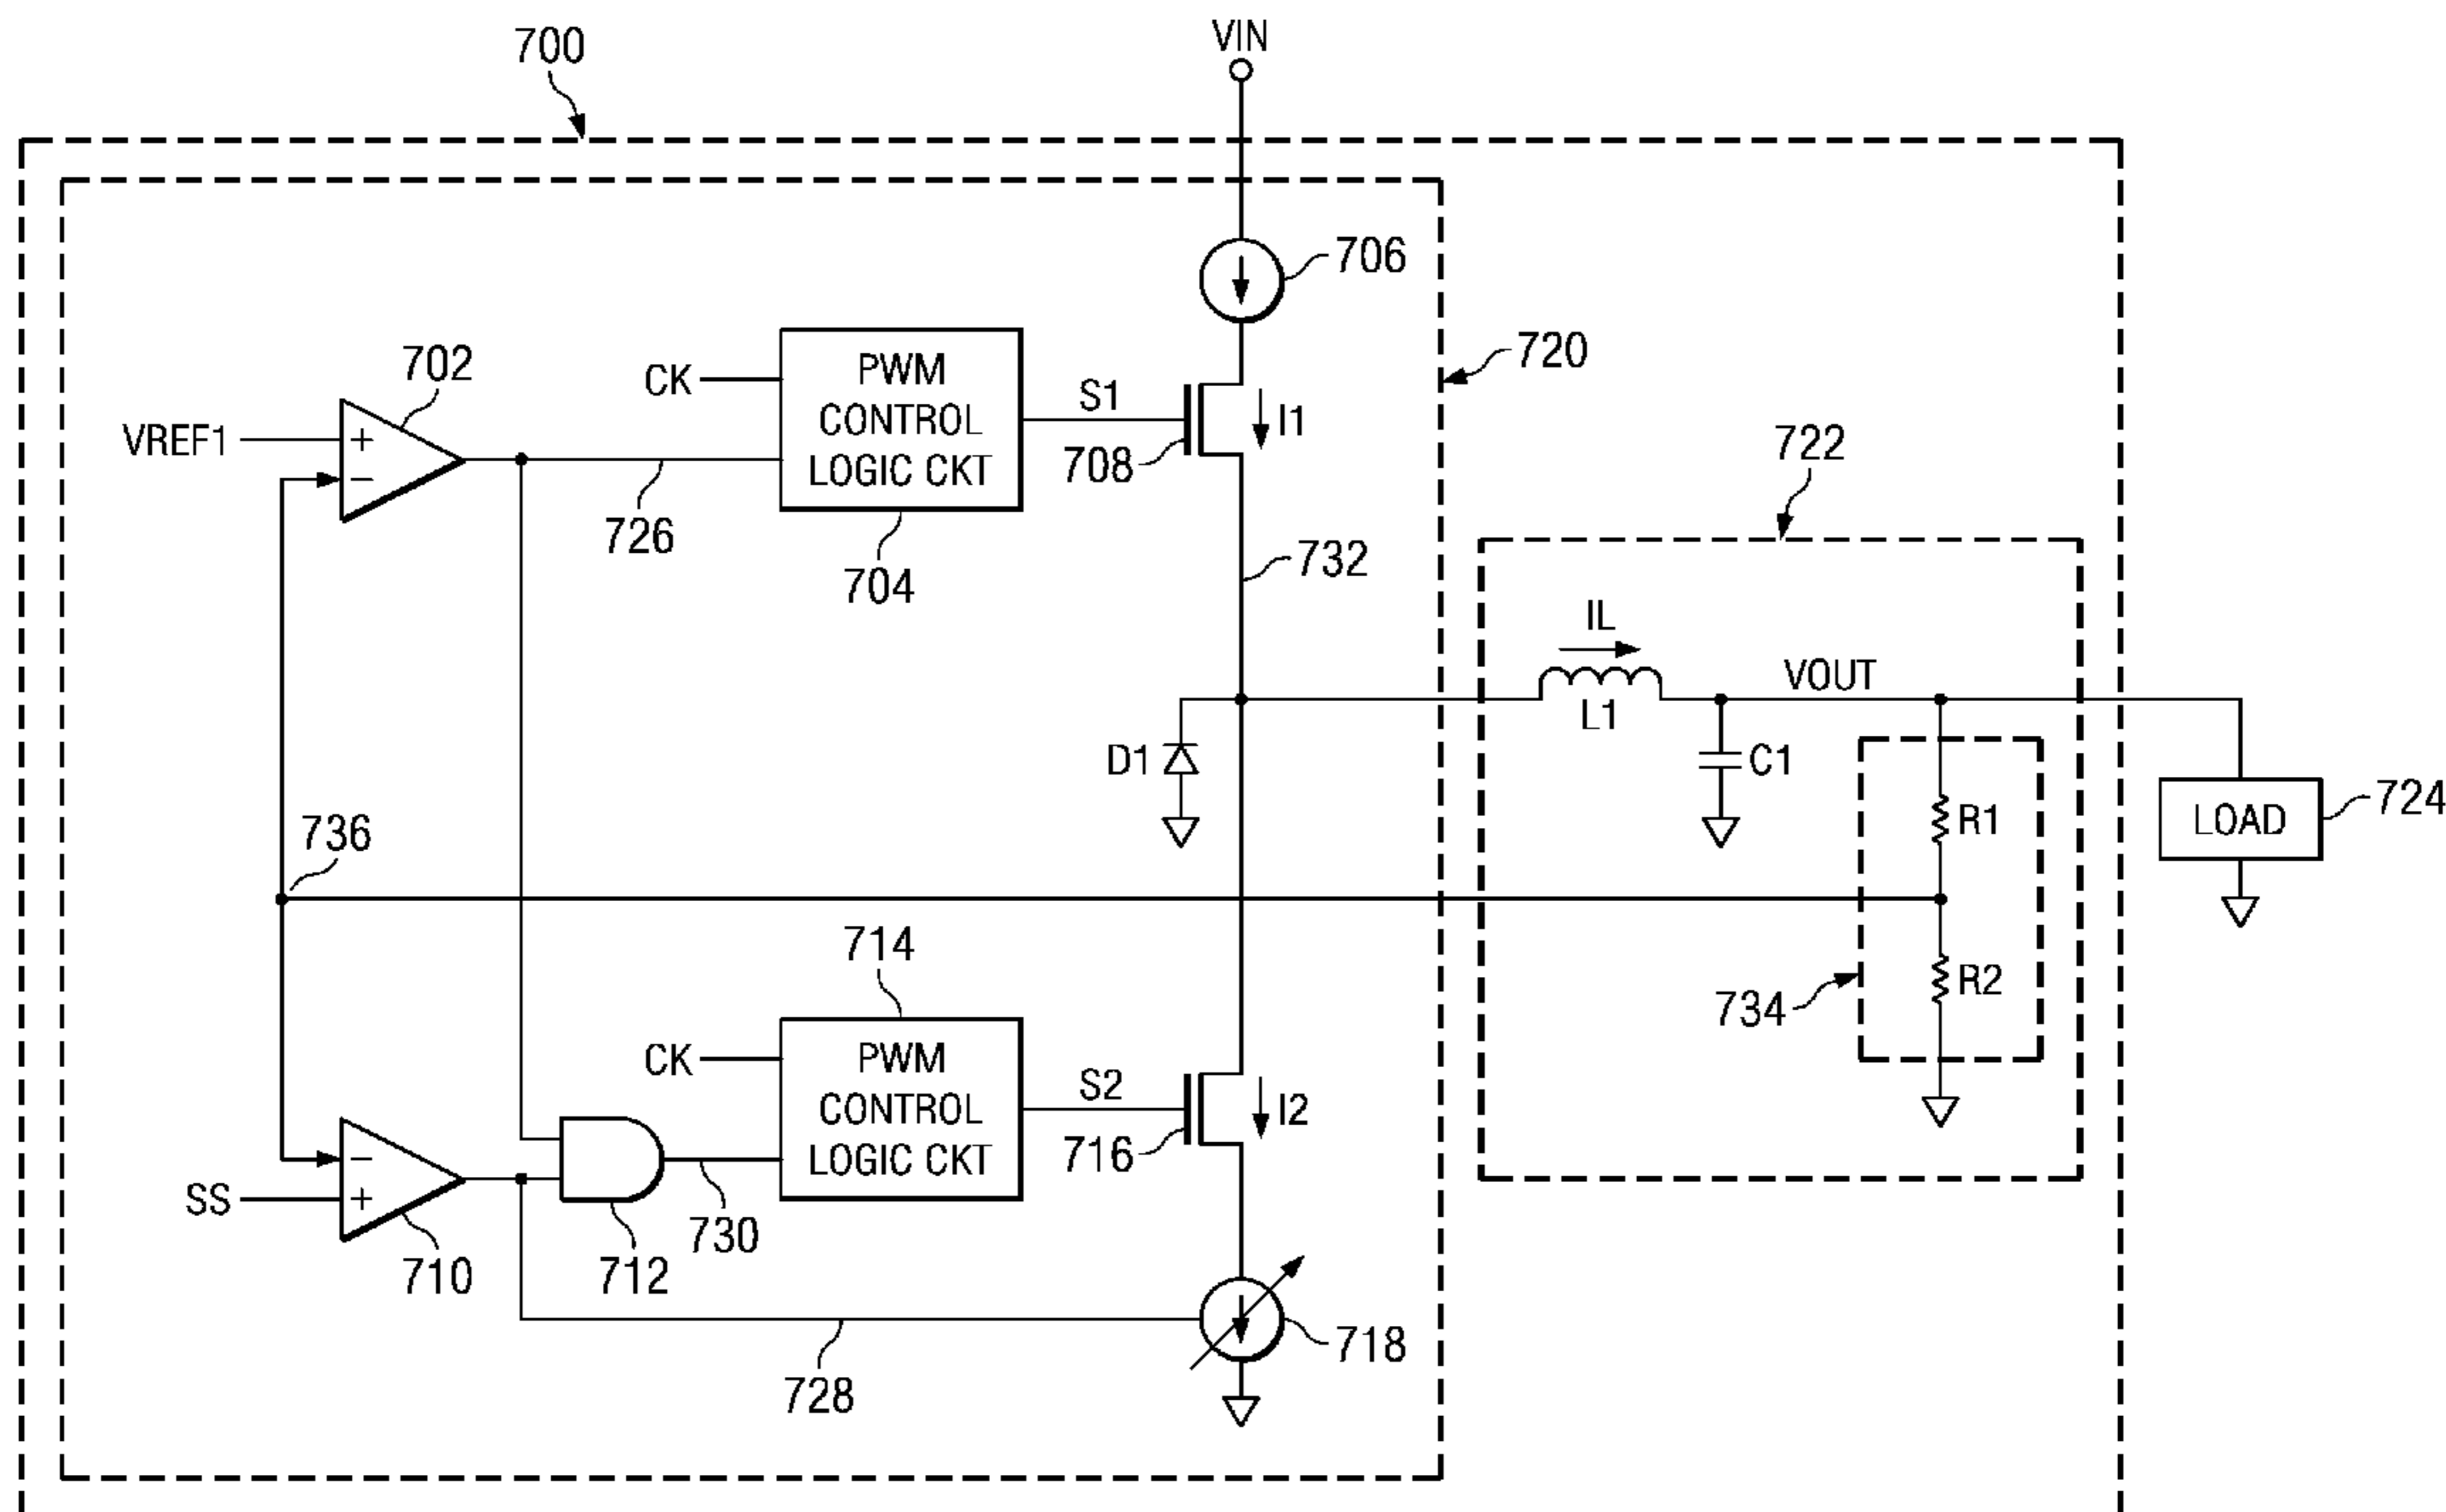 700
VIN
706
720
702
CK
PWM
CONTROL
LOGIC CKT
S1
I1
708
VREF1
+
−
726
704
732
722
IL
L1
VOUT
D1
C1
R1
LOAD
724
736
714
R2
734
CK
PWM
CONTROL
LOGIC CKT
S2
I2
716
−
+
SS
710
712
730
718
728